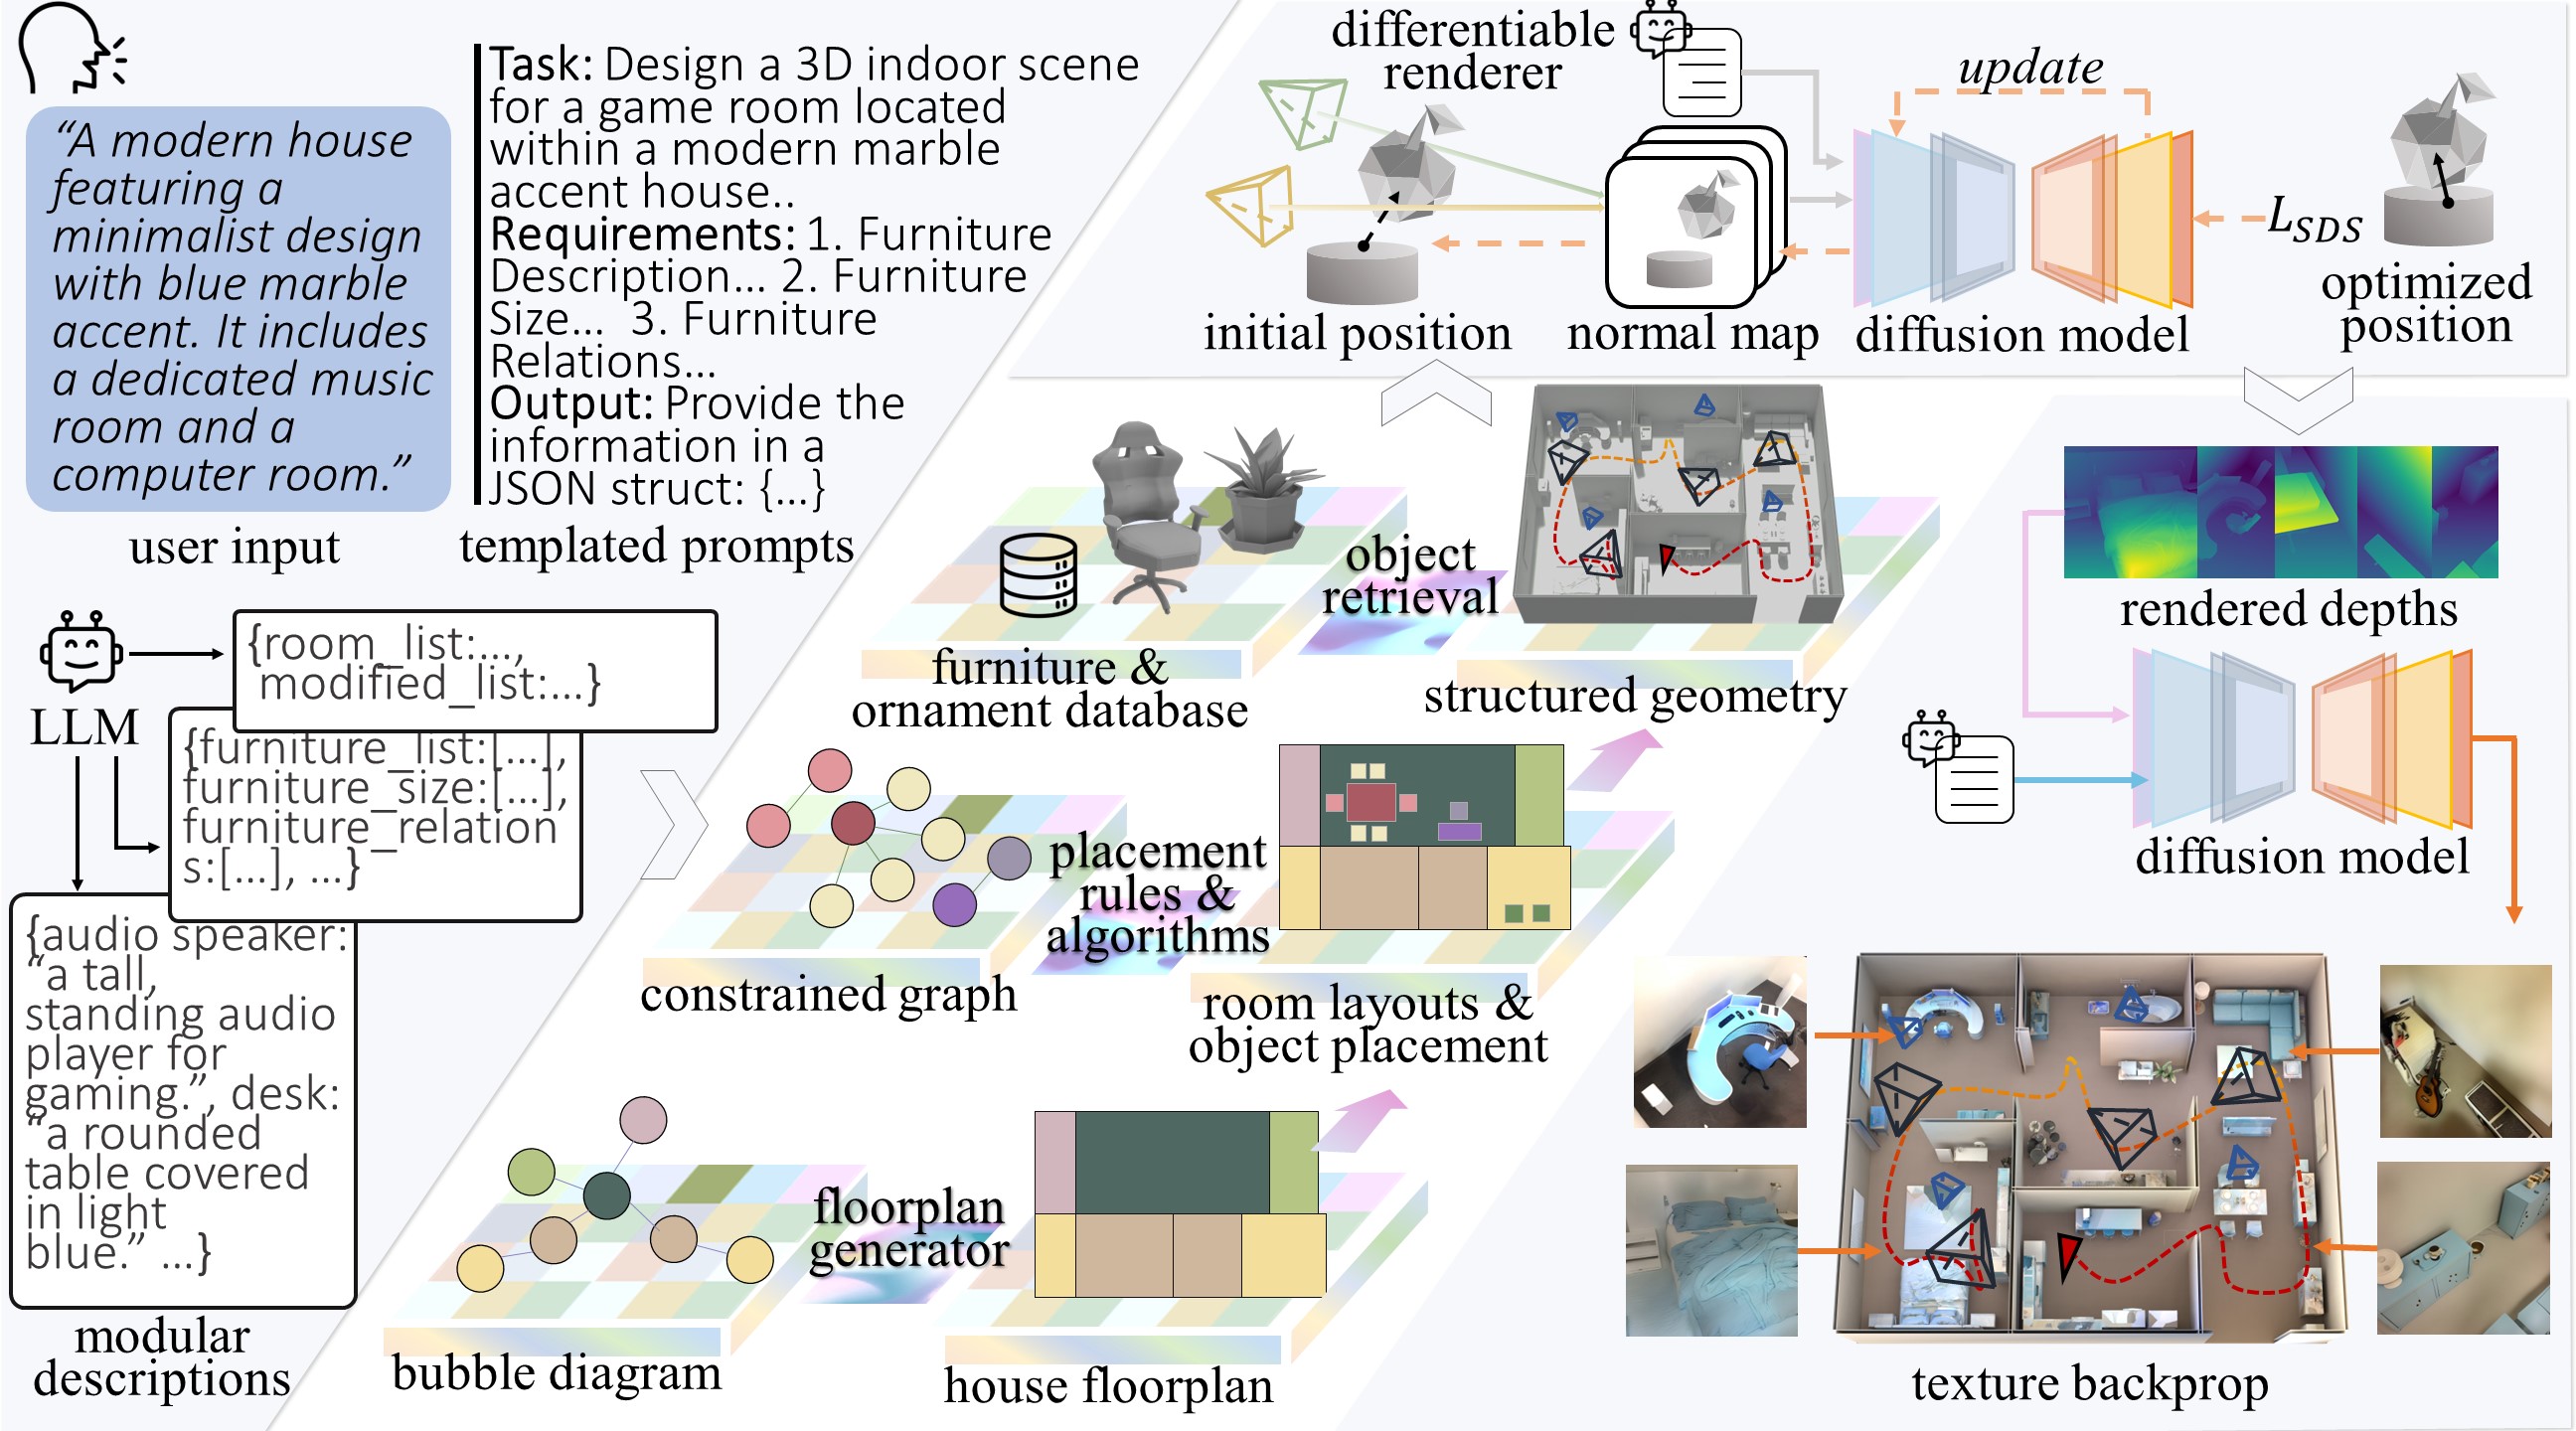 “A modern house
featuring a
minimalist design
with blue marble
accent. It includes
a dedicated music
room and a
computer room.”
user input
Task: Design a 3D indoor scene
for a game room located
within a modern marble
accent house..
Requirements: 1. Furniture
Description... 2. Furniture
Size... 3. Furniture
Relations...
Output: Provide the
information in a
JSON struct: {...}
templated prompts
LLM
{room_list:...,
modified_list:...}
{furniture_list:[...],
furniture_size:[...],
furniture_relation
s:[...], ...}
{audio speaker:
“a tall,
standing audio
player for
gaming.”, desk:
“a rounded
table covered
in light
blue.” ...}
modular
descriptions
bubble diagram
floorplan
generator
house floorplan
constrained graph
placement
rules &
algorithms
room layouts &
object placement
furniture &
ornament database
object
retrieval
structured geometry
differentiable
renderer
initial position
normal map
update
diffusion model
L_SDS
optimized
position
rendered depths
diffusion model
texture backprop